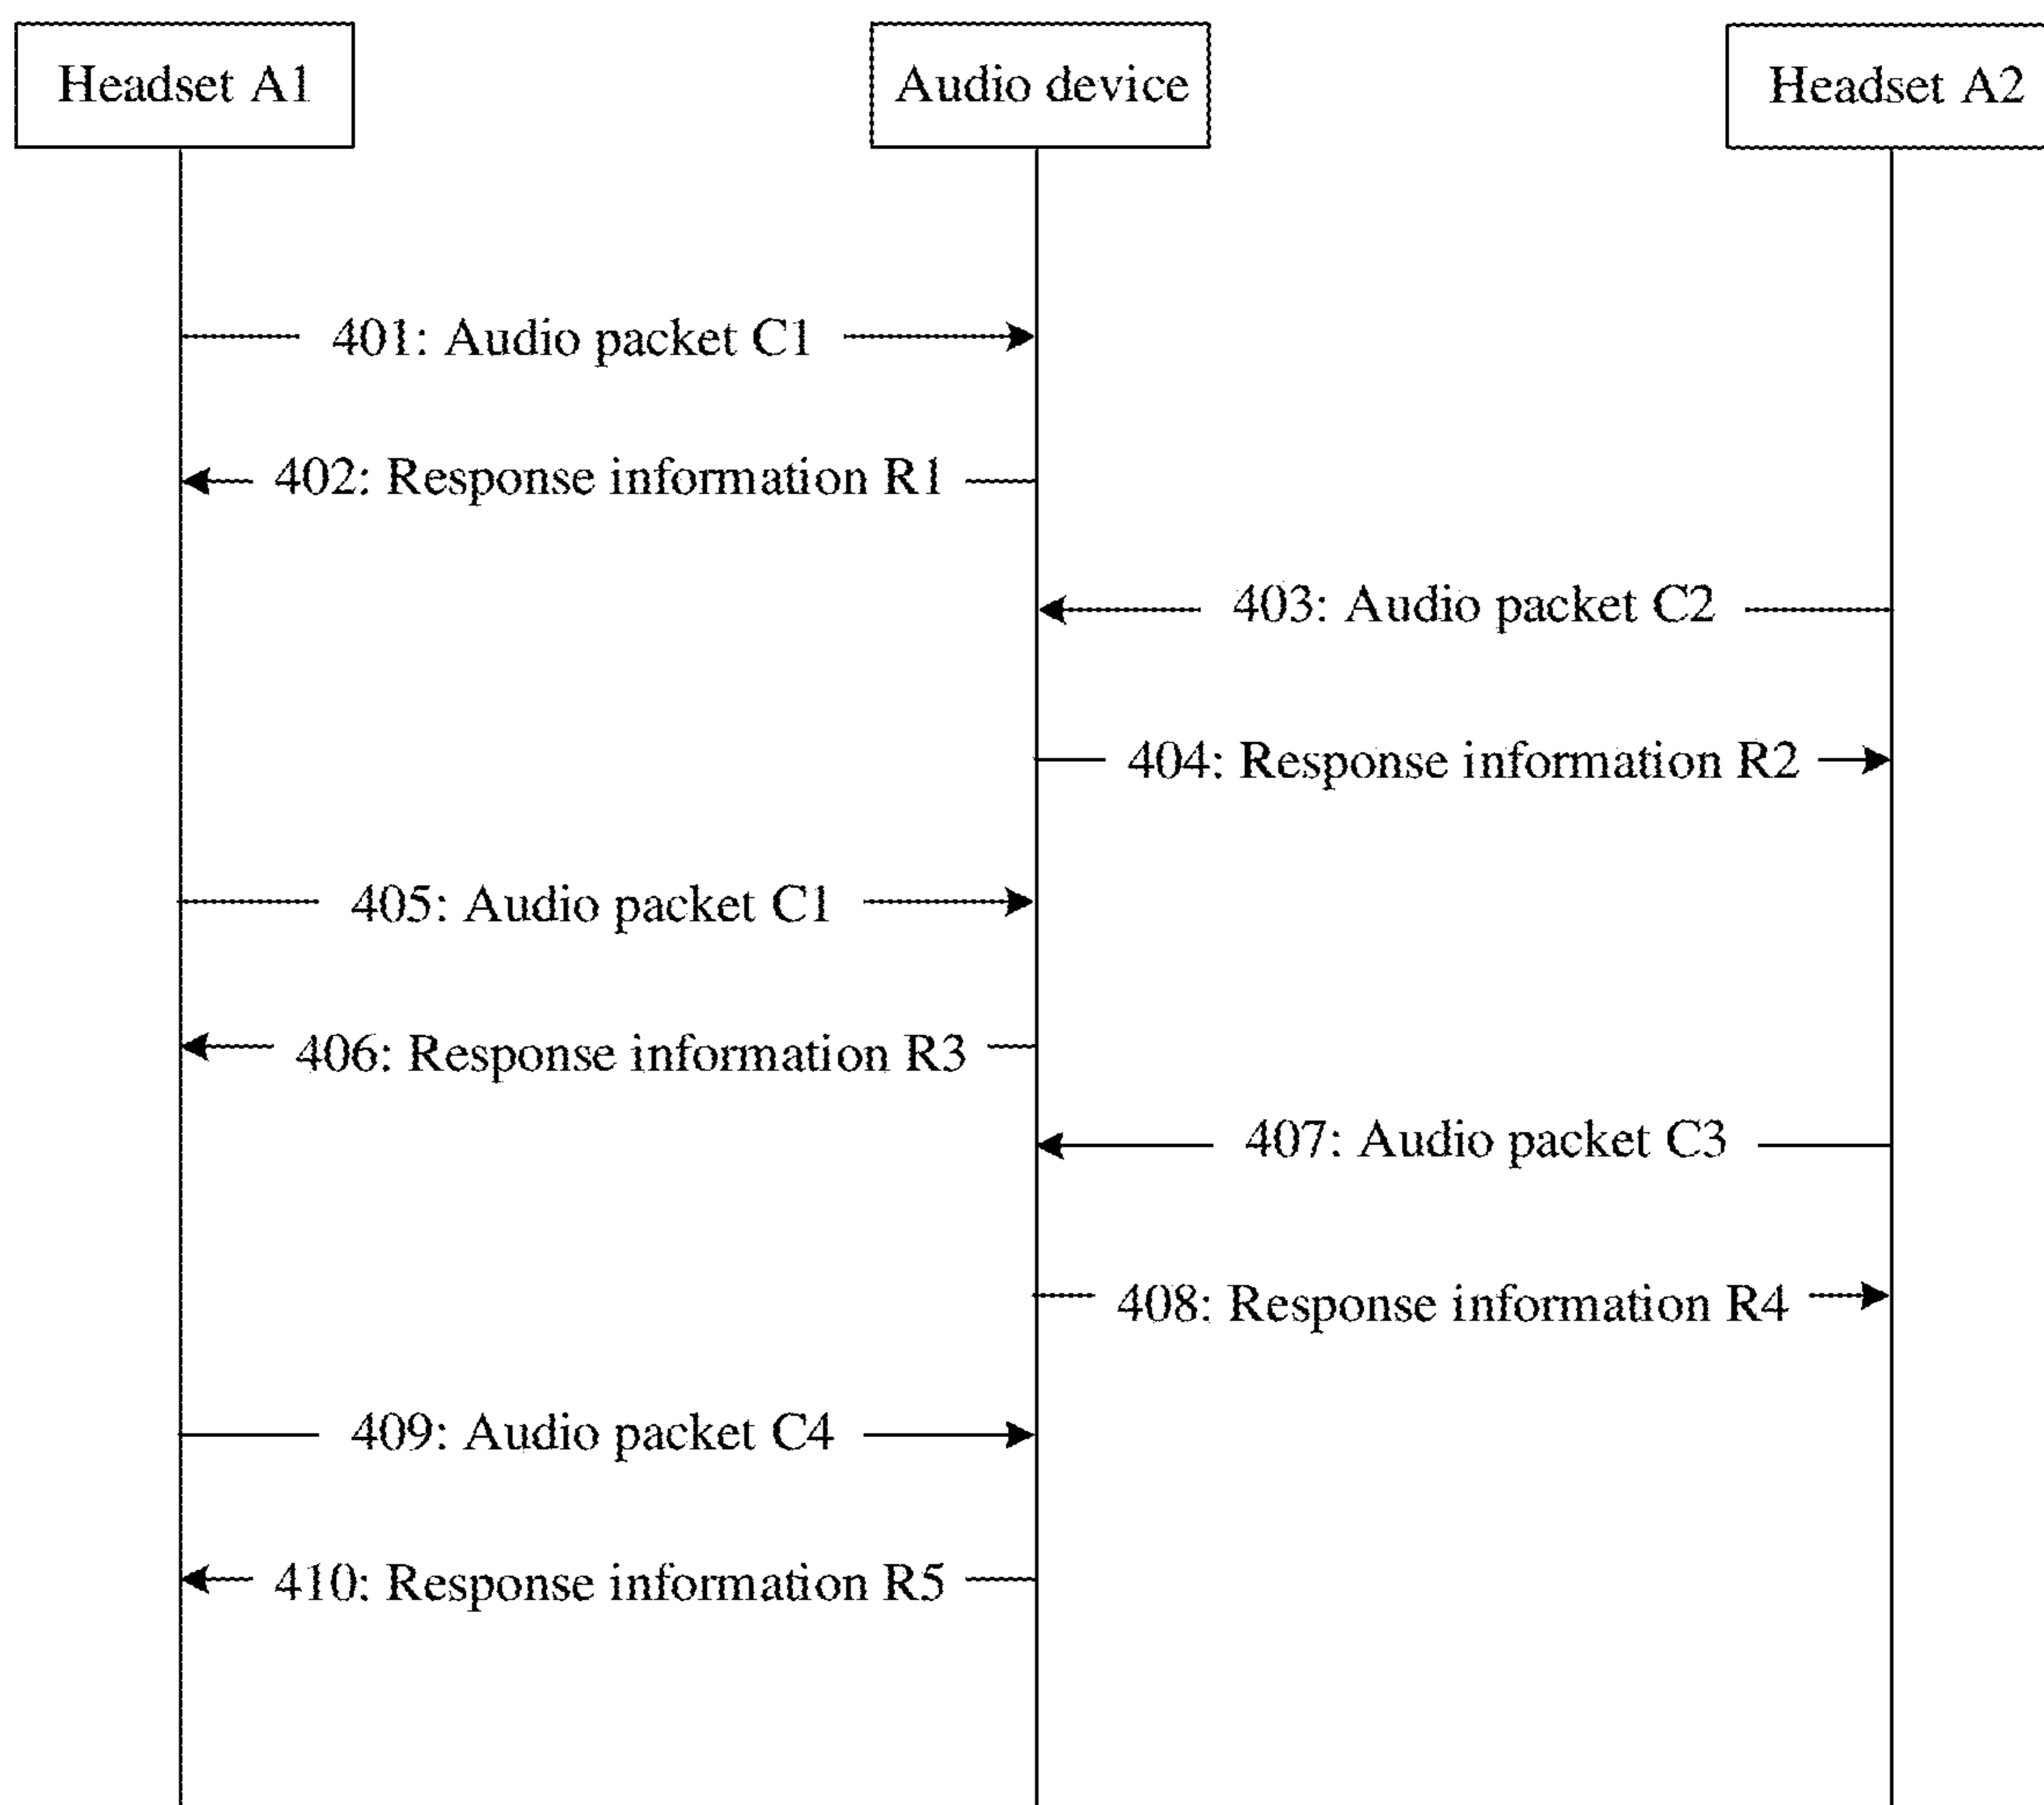 Headset A1
Audio device
Headset A2
401: Audio packet C1
402: Response information R1
403: Audio packet C2
404: Response information R2
405: Audio packet C1
406: Response information R3
407: Audio packet C3
408: Response information R4
409: Audio packet C4
410: Response information R5